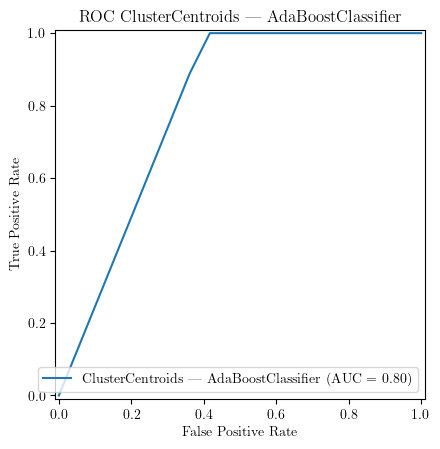 ROC ClusterCentroids — AdaBoostClassifier
1.0
0.8
0.6
0.4
0.2
0.0
True Positive Rate
ClusterCentroids — AdaBoostClassifier (AUC = 0.80)
0.0 0.2 0.4 0.6 0.8 1.0
False Positive Rate